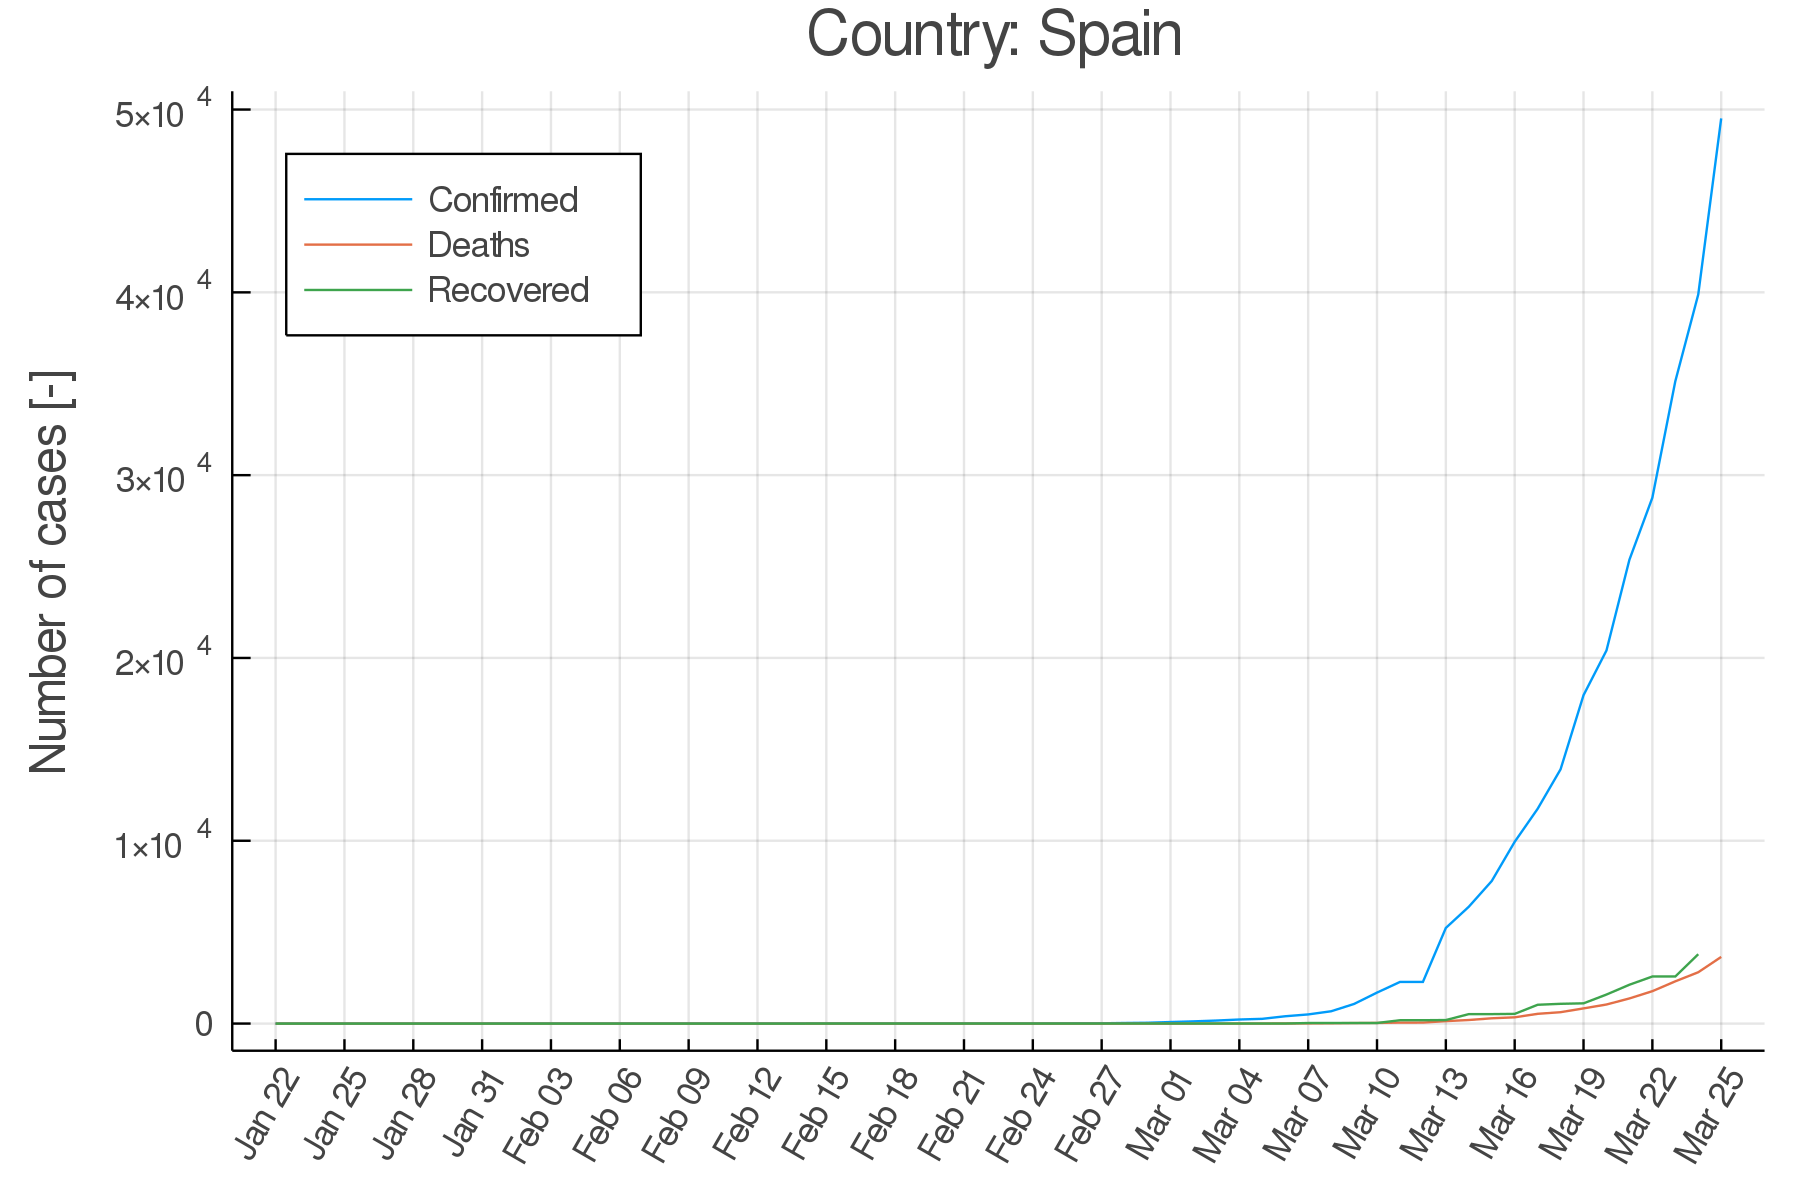 Country: Spain
Number of cases [-]
5×10 4
4×10 4
3×10 4
2×10 4
1×10 4
0
Confirmed
Deaths
Recovered
Jan 22
Jan 25
Jan 28
Jan 31
Feb 03
Feb 06
Feb 09
Feb 12
Feb 15
Feb 18
Feb 21
Feb 24
Feb 27
Mar 01
Mar 04
Mar 07
Mar 10
Mar 13
Mar 16
Mar 19
Mar 22
Mar 25